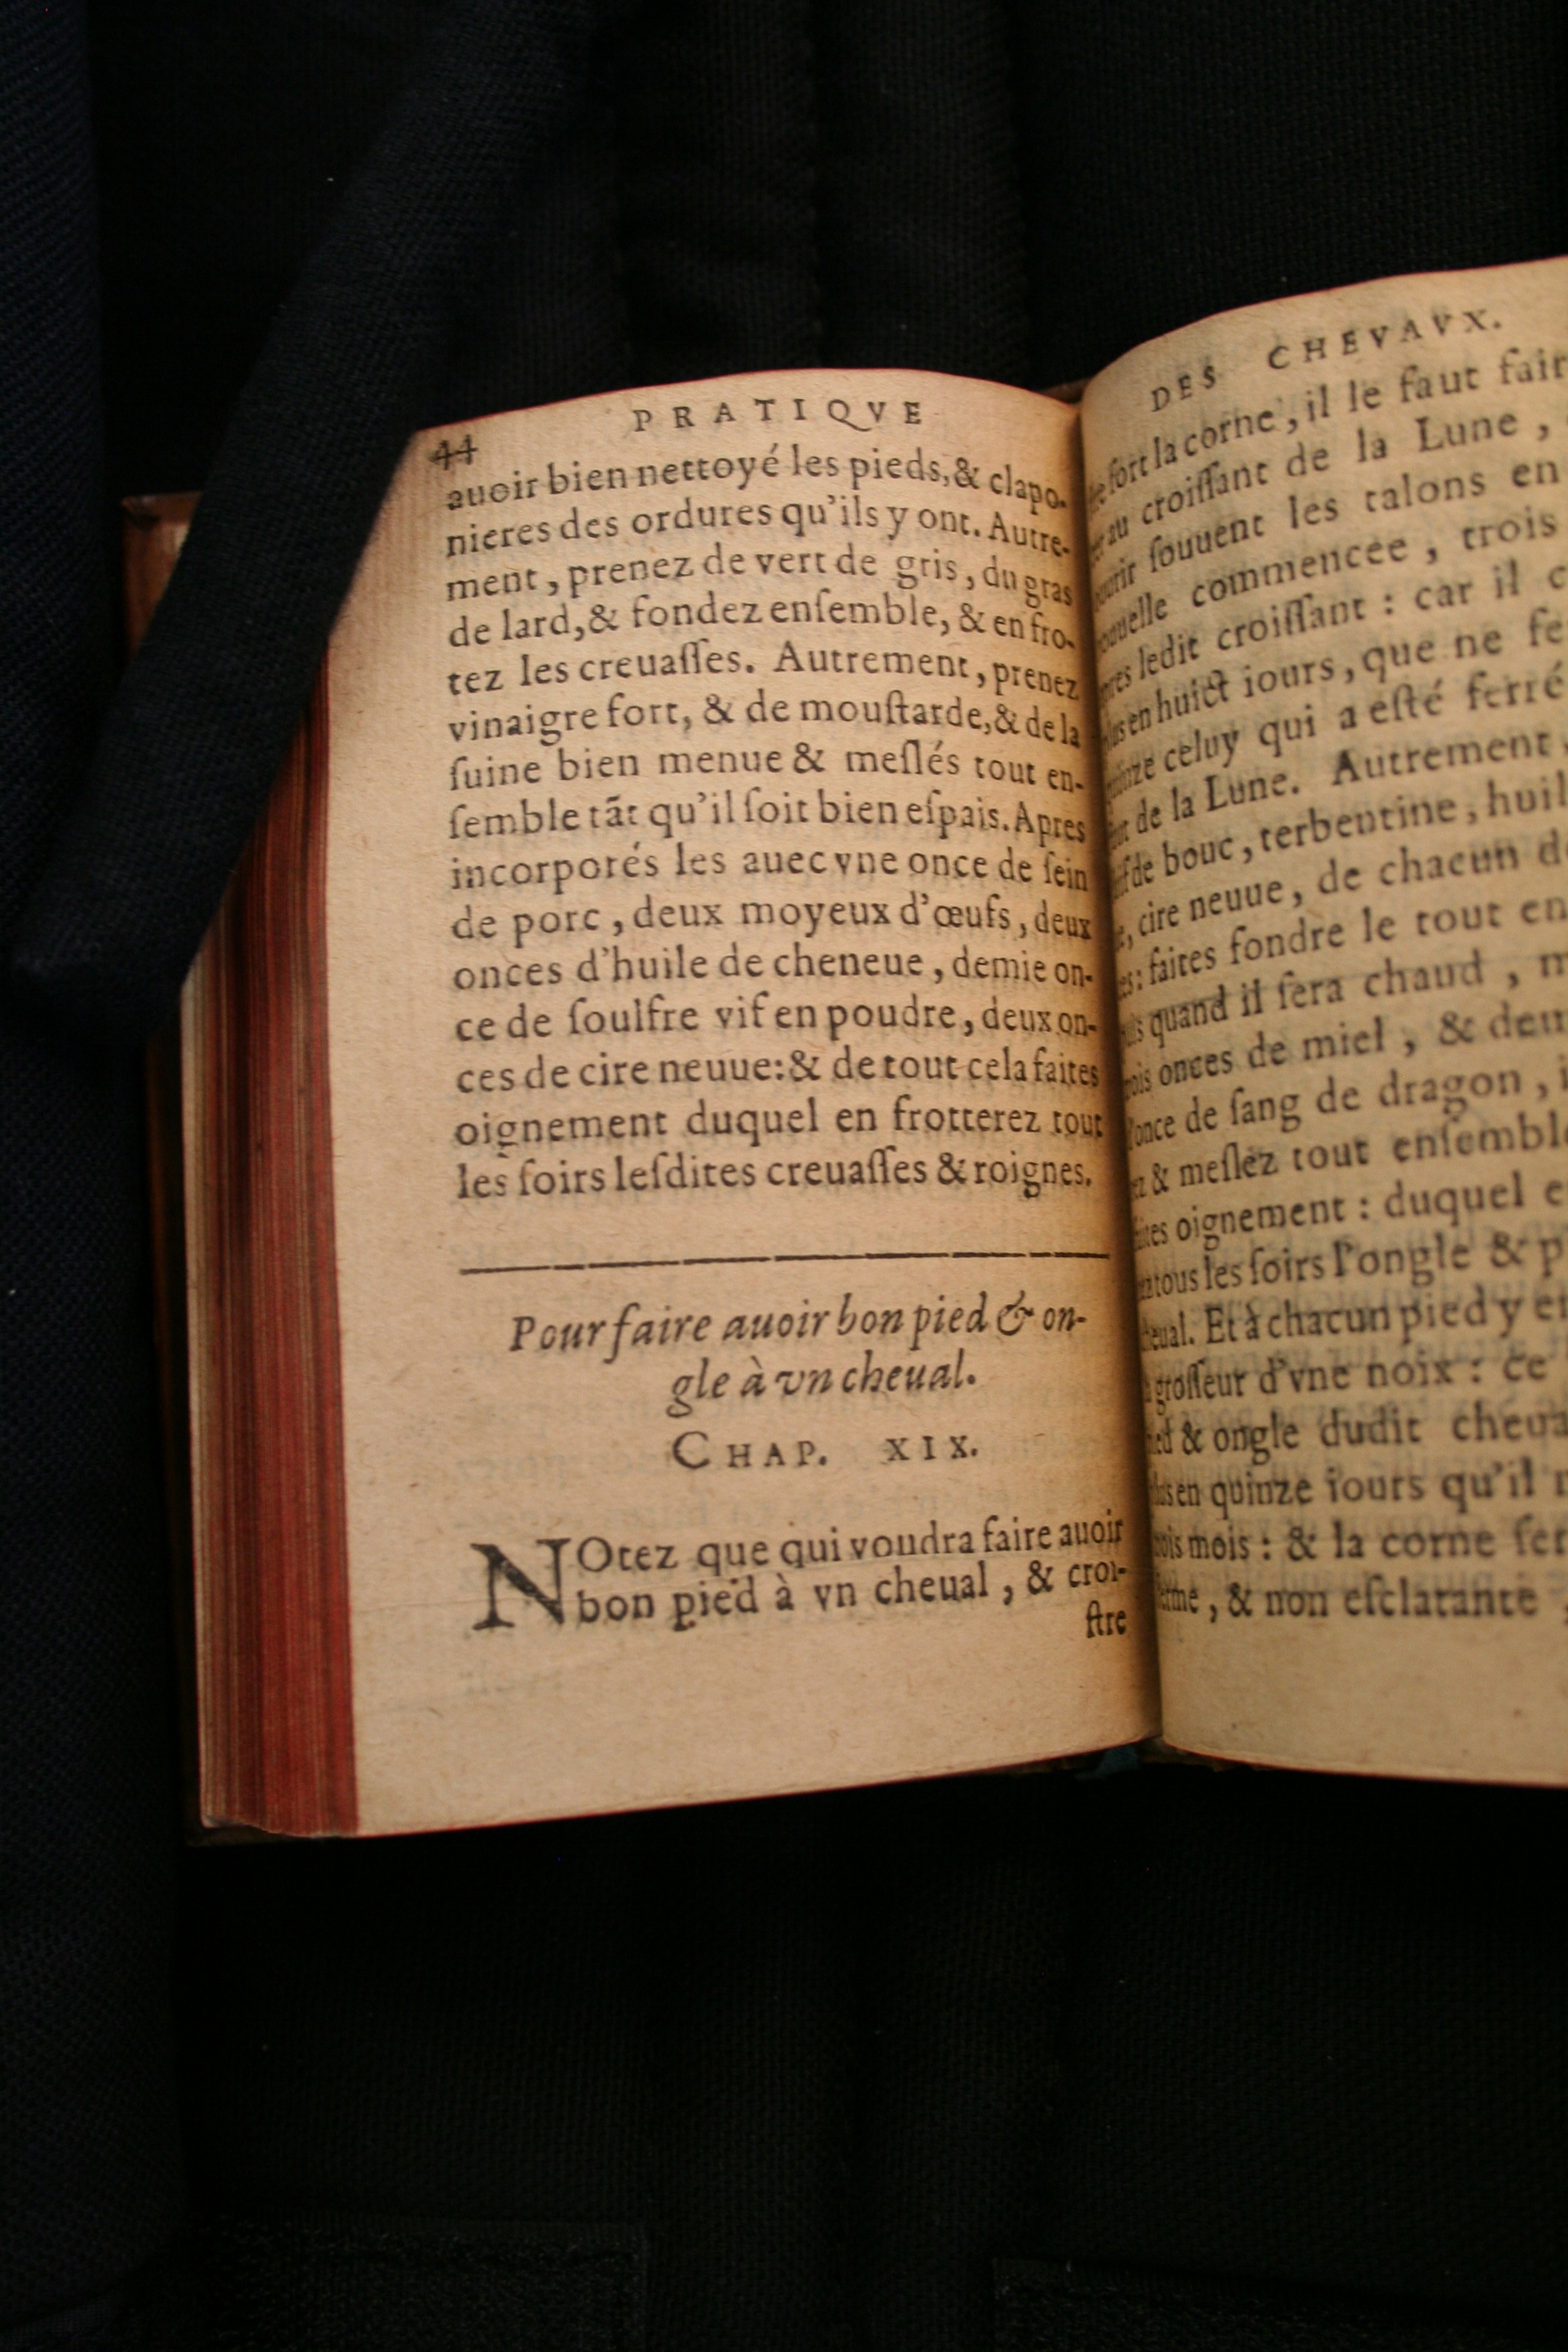 44 PRATIQVE
auoir bien nettoyé les pieds, & clapo-
nieres des ordures qu'ils y ont. Autre-
ment, prenez de vert de gris, du gras
de lard, & fondez enſemble, & en fro-
tez les creuaſſes. Autrement, prenez
vinaigre fort, & de mouſtarde, & de la
ſuine bien menue & meſlés tout en-
ſemble tāt qu'il ſoit bien eſpais. Apres
incorporés les auec vne once de ſein
de porc, deux moyeux d'œufs, deux
onces d'huile de cheneue, demie on-
ce de ſoulfre vif en poudre, deux on-
ces de cire neuue: & de tout cela faites
oignement duquel en frotterez tout
les ſoirs leſdites creuaſſes & roignes.
Pour faire auoir bon pied & on-
gle à vn cheual.
CHAP. XIX.
NOtez que qui voudra faire auoir
bon pied à vn cheual, & croi-
ſtre
DES CHEVAVX.
fort la corne, il le faut
au croiſſant de la Lune,
ſouuent les talons en
commencee, trois
ledit croiſſant: car il
en huict iours, que ne
celuy qui a eſté ferré
de la Lune. Autrement
de bouc, terbentine,
cire neuue, de chacun
faites fondre le tout
quand il ſera chaud,
onces de miel, &
once de ſang de dragon,
& meſlez tout
oignement: duquel
tous les ſoirs l'ongle &
Et à chacun pied y
groſſeur d'vne noix: ce
& ongle dudit
en quinze iours qu'il
mois: & la corne
, & non eſclatante